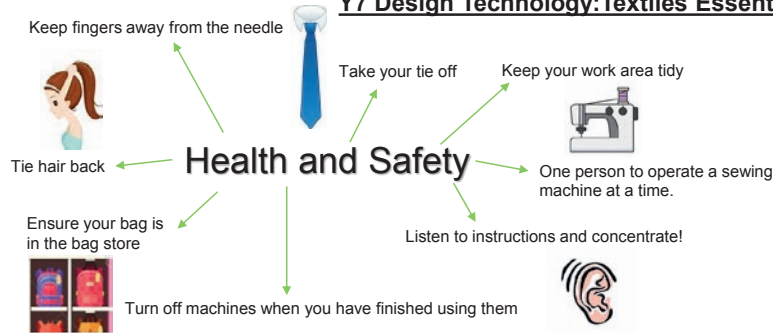 Y7 Design Technology:Textiles Essent
Keep fingers away from the needle
Take your tie off
Keep your work area tidy
Tie hair back
Health and Safety
One person to operate a sewing
machine at a time.
Ensure your bag is
in the bag store
Listen to instructions and concentrate!
Turn off machines when you have finished using them